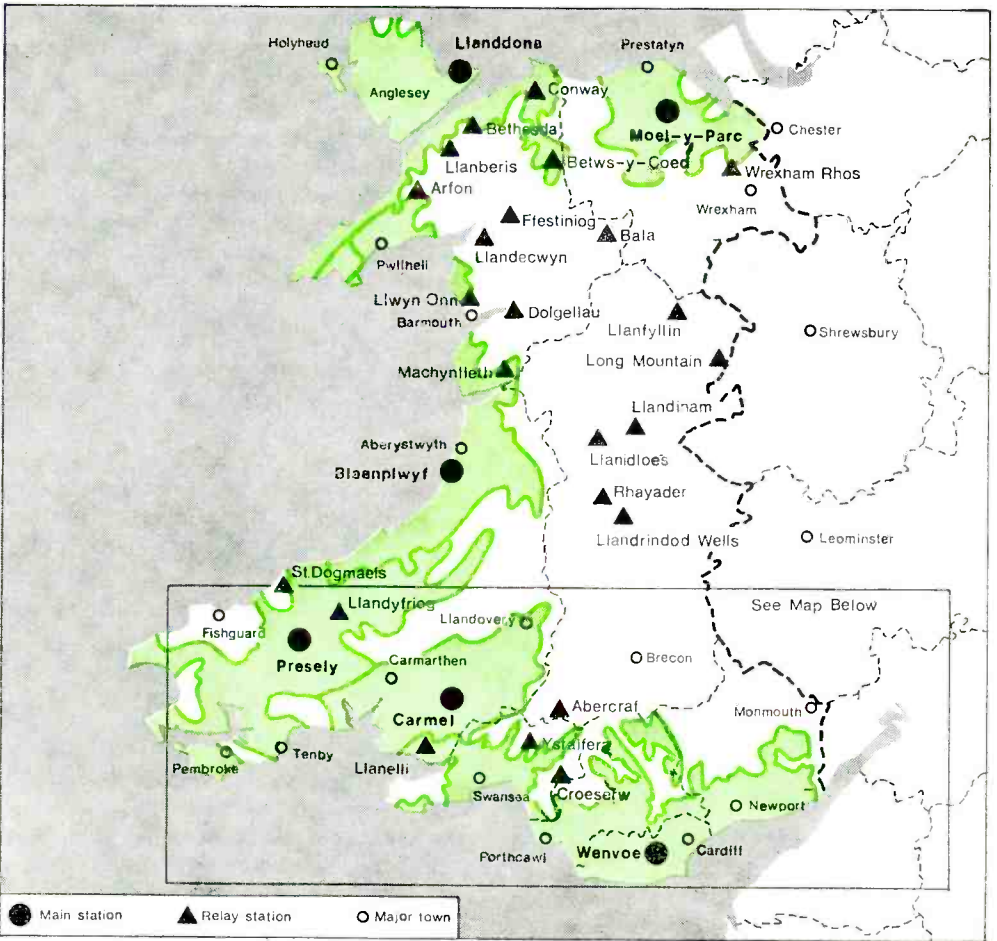 Holyhead
Llanddona
Prestatyn
Anglesey
Conway
Bethesda
Moel-y-Parc
Chester
Llanberis
Betws-y-Coed
Wrexham Rhos
Arfon
Wrexham
Ffestiniog
Bala
Llandecwyn
Pwllheli
Llwyn Onn
Barmouth
Dolgellau
Llanfyllin
Shrewsbury
Long Mountain
Machynlleth
Llandinam
Aberystwyth
Blaenplwyf
Llanidloes
Rhayader
Llandrindod Wells
Leominster
St.Dogmaels
Llandyfriog
See Map Below
Fishguard
Llandovery
Presely
Carmarthen
Brecon
Carmel
Abercraf
Monmouth
Ystalfera
Pembroke
Tenby
Llanelli
Swansea
Croeserw
Newport
Porthcawl
Wenvoe
Cardiff
Main station
Relay station
Major town